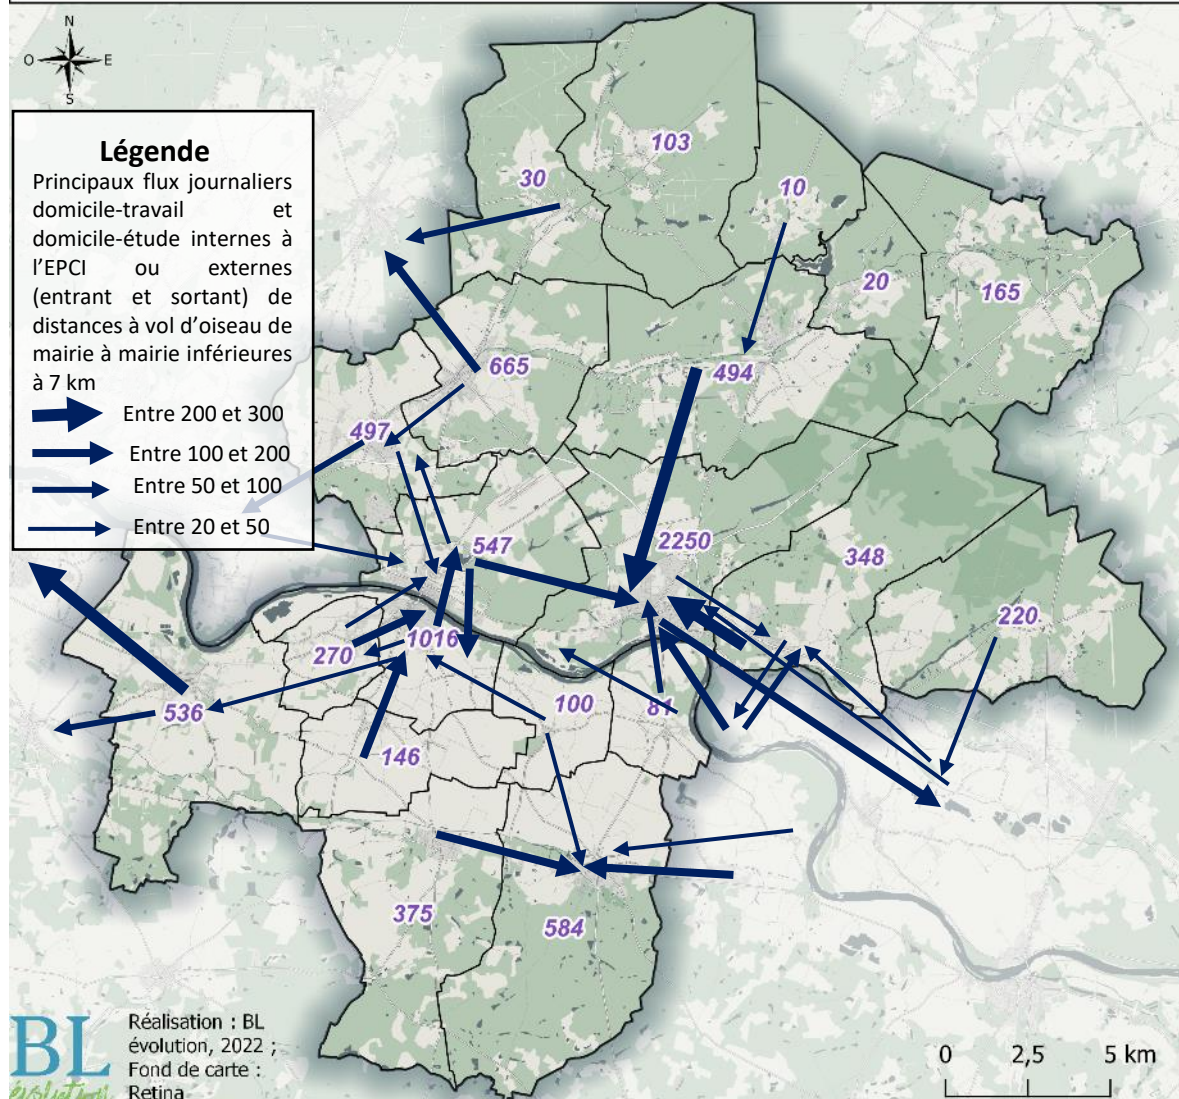 N
O
E
S
Légende
Principaux flux journaliers
domicile-travail et
domicile-étude internes à
l'EPCI ou externes
(entrant et sortant) de
distances à vol d'oiseau de
mairie à mairie inférieures
à 7 km
Entre 200 et 300
Entre 100 et 200
Entre 50 et 100
Entre 20 et 50
103
30
10
20
165
665
494
497
547
2250
348
220
1016
270
100
81
536
146
375
584
BL
évolution
Réalisation : BL
évolution, 2022 ;
Fond de carte :
Retina
0 2,5 5 km